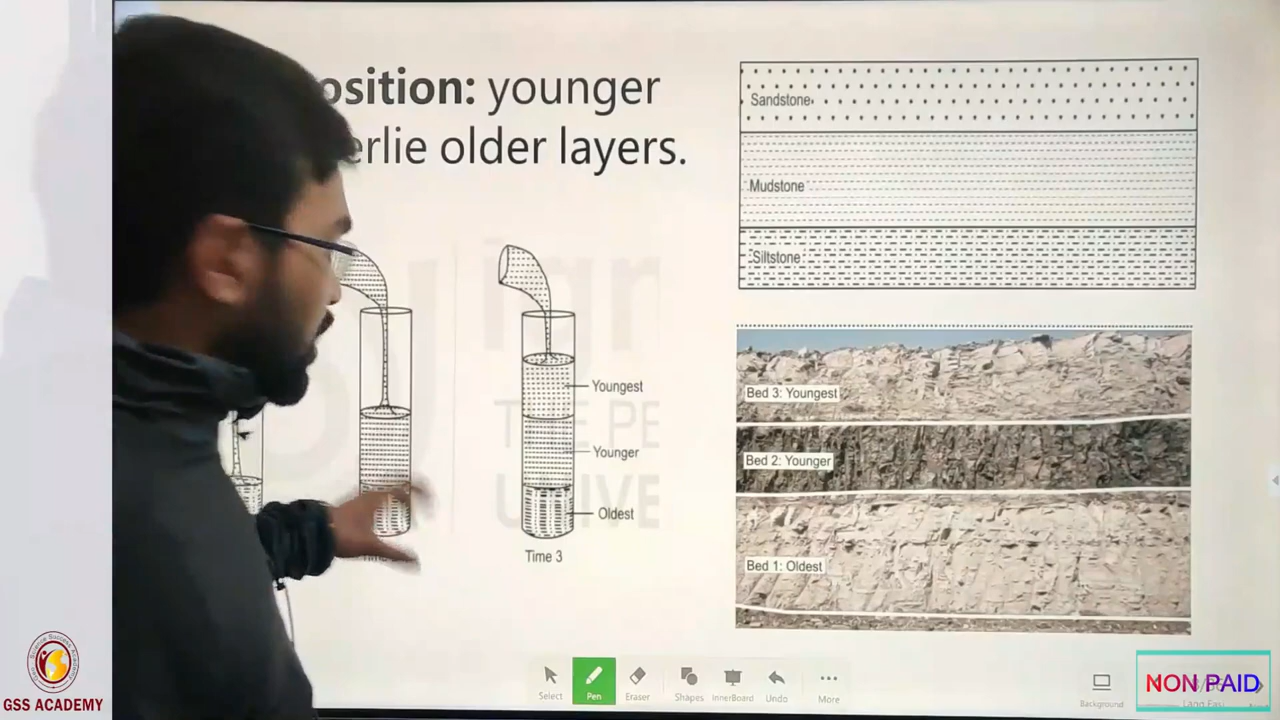 osition: younger
erlie older layers.
Sandstone
Mudstone
Siltstone
Youngest
Younger
Oldest
Time 3
Bed 3: Youngest
Bed 2: Younger
Bed 1: Oldest
Select
Pen
Eraser
Shapes
InnerBoard
Undo
More
Background
NON PAID
GSS ACADEMY